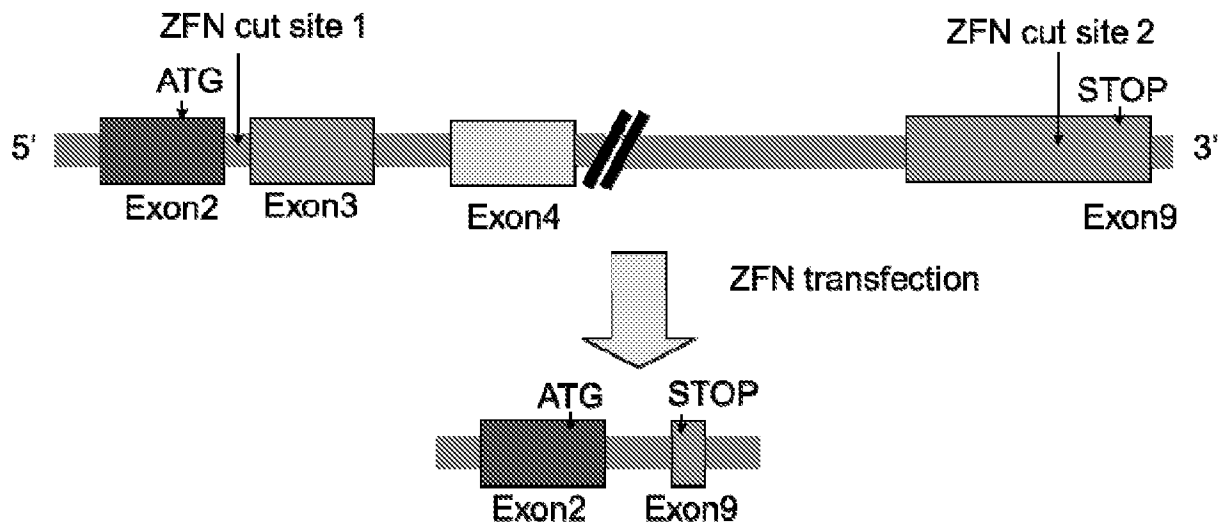 ZFN cut site 1
ZFN cut site 2
ATG
STOP
5'
3'
Exon2
Exon3
Exon4
Exon9
ZFN transfection
ATG
STOP
Exon2
Exon9